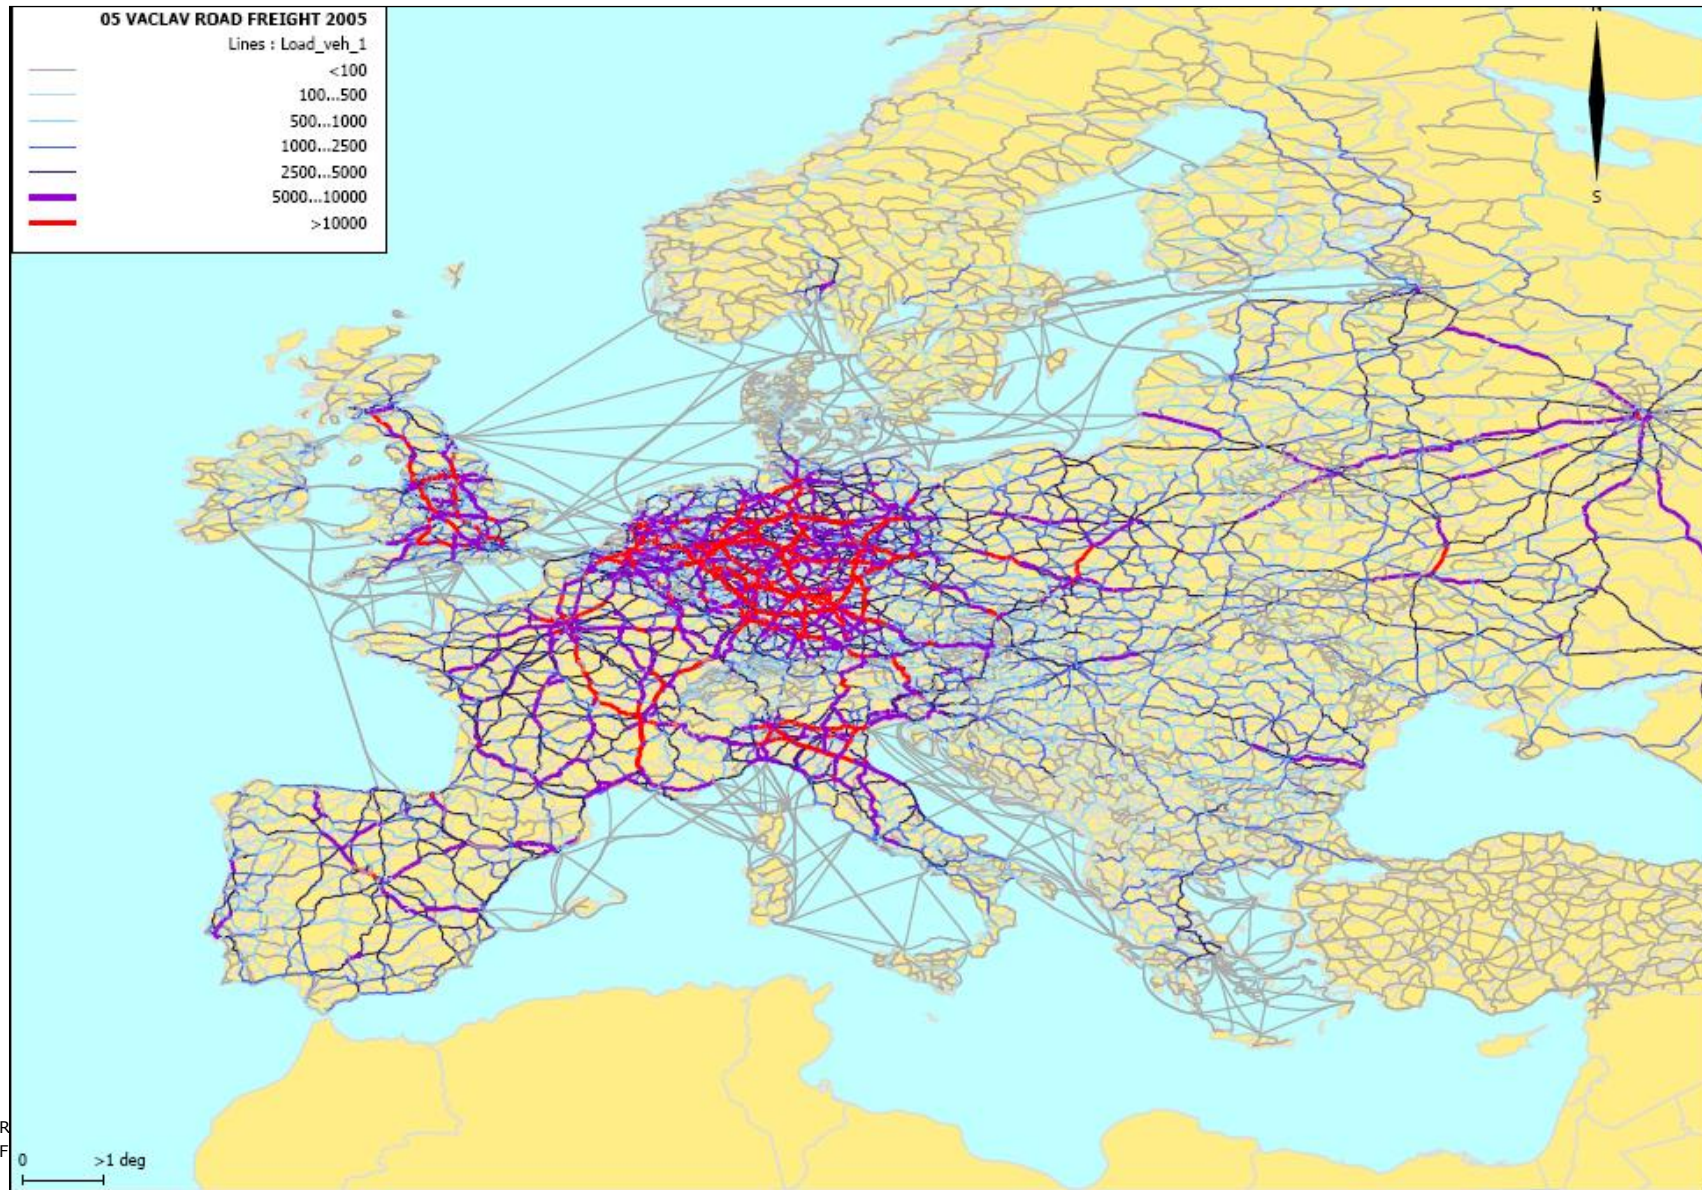 05 VACLAV ROAD FREIGHT 2005
Lines : Load_veh_1
<100
100...500
500...1000
1000...2500
2500...5000
5000...10000
>10000
N
S
R
F
0 >1 deg